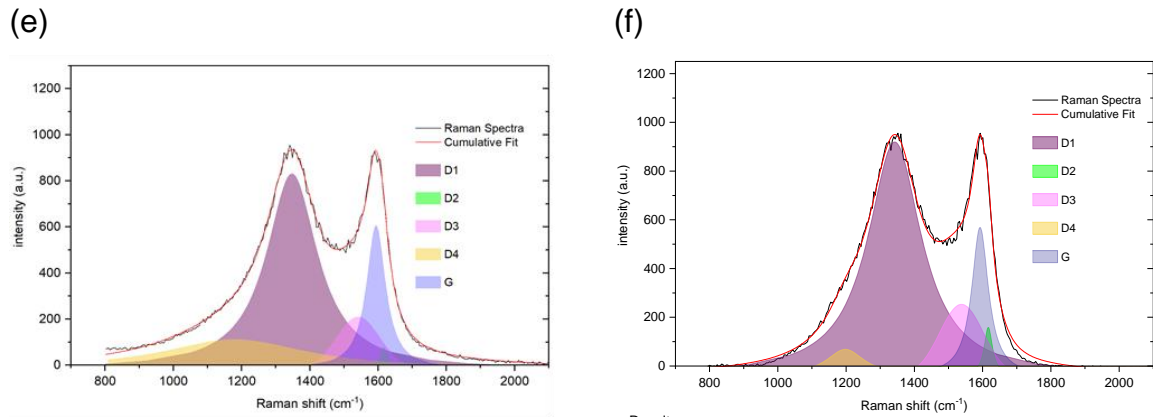 (e)
1200
1000
800
600
400
200
0
intensity (a.u.)
Raman Spectra
Cumulative Fit
D1
D2
D3
D4
G
800 1000 1200 1400 1600 1800 2000
Raman shift (cm⁻¹)
(f)
1200
1000
800
600
400
200
0
intensity (a.u.)
Raman Spectra
Cumulative Fit
D1
D2
D3
D4
G
800 1000 1200 1400 1600 1800 2000
Raman shift (cm⁻¹)